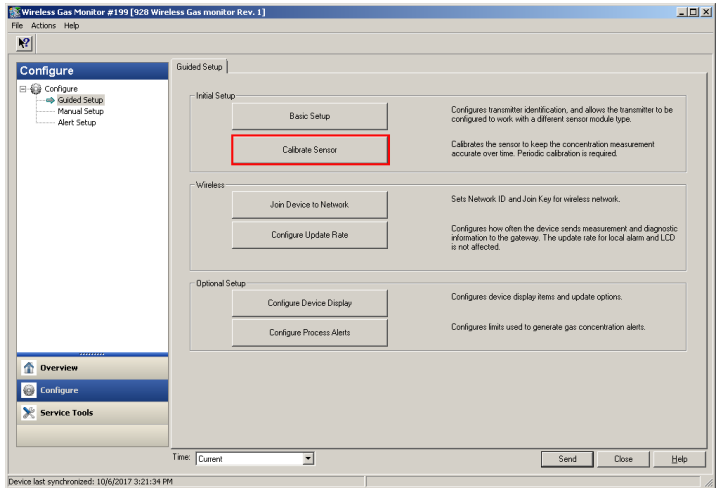 Wireless Gas Monitor #199 [928 Wireless Gas monitor Rev. 1]
File Actions Help
Configure
Configure
Guided Setup
Manual Setup
Alert Setup
Overview
Configure
Service Tools
Guided Setup
Initial Setup
Basic Setup
Configures transmitter identification, and allows the transmitter to be
configured to work with a different sensor module type.
Calibrate Sensor
Calibrates the sensor to keep the concentration measurement
accurate over time. Periodic calibration is required.
Wireless
Join Device to Network
Sets Network ID and Join Key for wireless network.
Configure Update Rate
Configures how often the device sends measurement and diagnostic
information to the gateway. The update rate for local alarm and LCD
is not affected.
Optional Setup
Configure Device Display
Configures device display items and update options.
Configure Process Alerts
Configures limits used to generate gas concentration alerts.
Time: Current
Send Close Help
Device last synchronized: 10/6/2017 3:21:34 PM